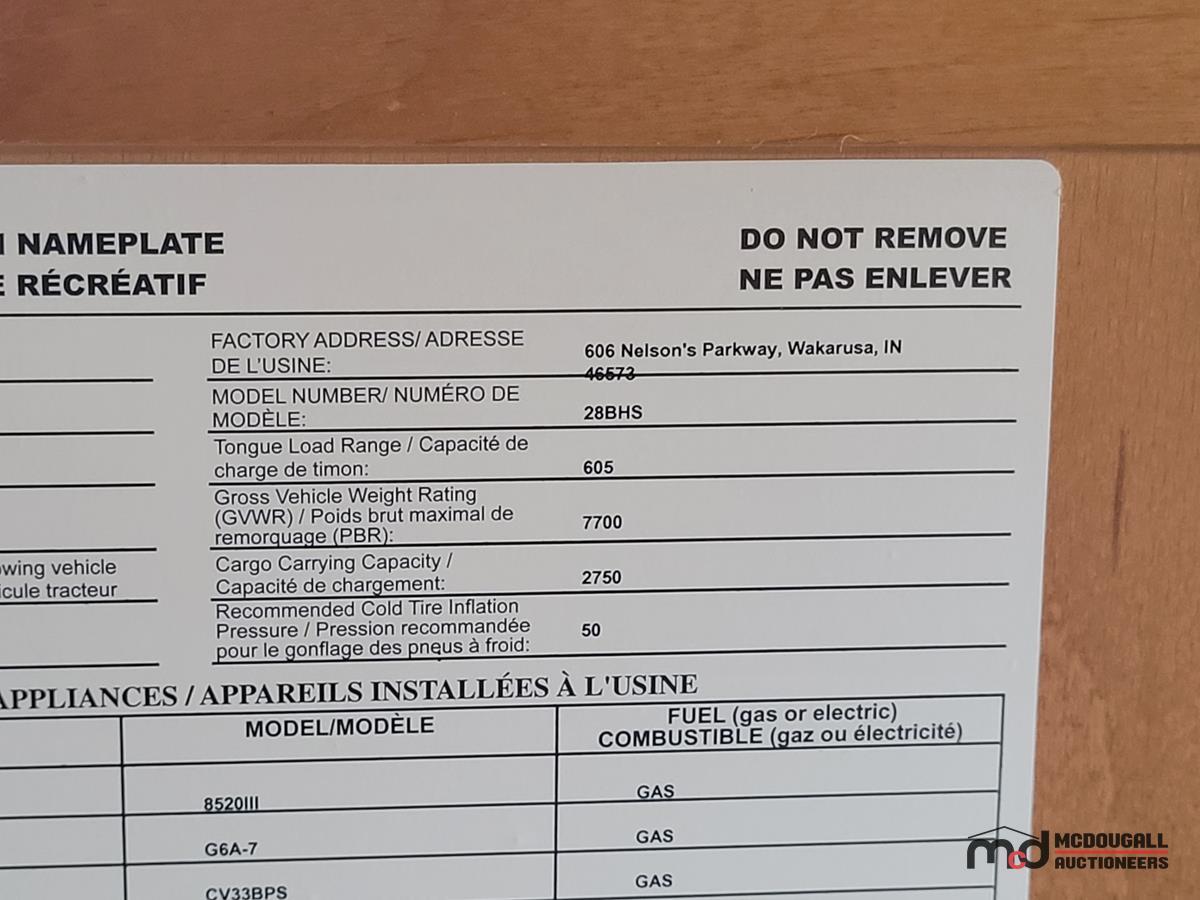 NAMEPLATE
DO NOT REMOVE
RÉCRÉATIF
NE PAS ENLEVER
FACTORY ADDRESS/ ADRESSE
DE L'USINE:
606 Nelson's Parkway, Wakarusa, IN
46573
MODEL NUMBER/ NUMÉRO DE
MODÈLE:
28BHS
Tongue Load Range / Capacité de
charge de timon:
605
Gross Vehicle Weight Rating
(GVWR) / Poids brut maximal de
remorquage (PBR):
7700
wing vehicle
icule tracteur
Cargo Carrying Capacity /
Capacité de chargement:
2750
Recommended Cold Tire Inflation
Pressure / Pression recommandée
pour le gonflage des pneus à froid:
50
APPLIANCES / APPAREILS INSTALLÉES À L'USINE
MODEL/MODÈLE
FUEL (gas or electric)
COMBUSTIBLE (gaz ou électricité)
8520III
GAS
G6A-7
GAS
CV33BPS
GAS
mcd MCDOUGALL
AUCTIONEERS